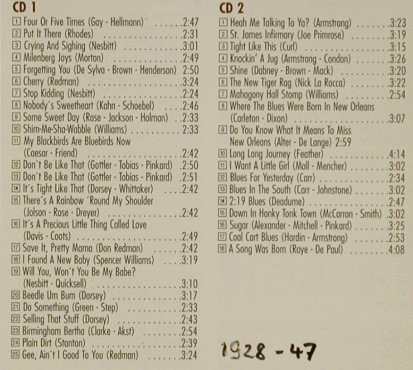 CD 1
1 Four Or Five Times (Gay - Hellmann) 2:47
2 Put It There (Rhodes) 2:31
3 Crying And Sighing (Nesbitt) 3:01
4 Milenberg Joys (Morton) 2:49
5 Forgetting You (De Sylva - Brown - Henderson) 2:50
6 Cherry (Redman) 3:24
7 Stop Kidding (Nesbitt) 2:24
8 Nobody's Sweetheart (Kahn - Schoebel) 2:46
9 Some Sweet Day (Rose - Jackson - Holman) 2:33
10 Shim-Me-Sha-Wabble (Williams) 2:33
11 My Blackbirds Are Bluebirds Now
(Caesar - Friend) 2:42
12 Don't Be Like That (Gottler - Tobias - Pinkard) 2:50
13 Don't Be Like That (Gottler - Tobias - Pinkard) 2:51
14 It's Tight Like That (Dorsey - Whittaker) 2:42
15 There's A Rainbow 'Round My Shoulder
(Jolson - Rose - Dreyer) 2:42
16 It's A Precious Little Thing Called Love
(Davis - Coots) 2:49
17 Save It, Pretty Mama (Don Redman) 2:42
18 I Found A New Baby (Spencer Williams) 3:19
19 Will You, Won't You Be My Babe?
(Nesbitt - Quicksell) 3:10
20 Beedle Um Bum (Dorsey) 3:17
21 Do Something (Green - Step) 2:33
22 Selling That Stuff (Dorsey) 2:43
23 Birmingham Bertha (Clarke - Akst) 2:54
24 Plain Dirt (Stanton) 2:39
25 Gee, Ain't I Good To You (Redman) 3:24
CD 2
1 Heah Me Talking To Ya? (Armstrong) 3:23
2 St. James Infirmary (Joe Primrose) 3:19
3 Tight Like This (Curl) 3:15
4 Knockin' A Jug (Armstrong - Condon) 3:26
5 Shine (Dabney - Brown - Mack) 3:20
6 The New Tiger Rag (Nick La Rocca) 3:22
7 Mahogany Hall Stomp (Williams) 2:54
8 Where The Blues Were Born In New Orleans
(Carleton - Dixon) 3:07
9 Do You Know What It Means To Miss
New Orleans (Alter - De Lange) 2:59
10 Long Long Journey (Feather) 4:14
11 I Want A Little Girl (Moll - Mencher) 3:02
12 Blues For Yesterday (Carr) 2:34
13 Blues In The South (Carr - Johnstone) 3:02
14 2:19 Blues (Deadurne) 2:47
15 Down In Honky Tonk Town (McCarron - Smith) 3:02
16 Sugar (Alexander - Mitchell - Pinkard) 3:25
17 Coal Cart Blues (Hardin - Armstrong) 2:53
18 A Song Was Born (Raye - De Paul) 4:08
1928 - 47